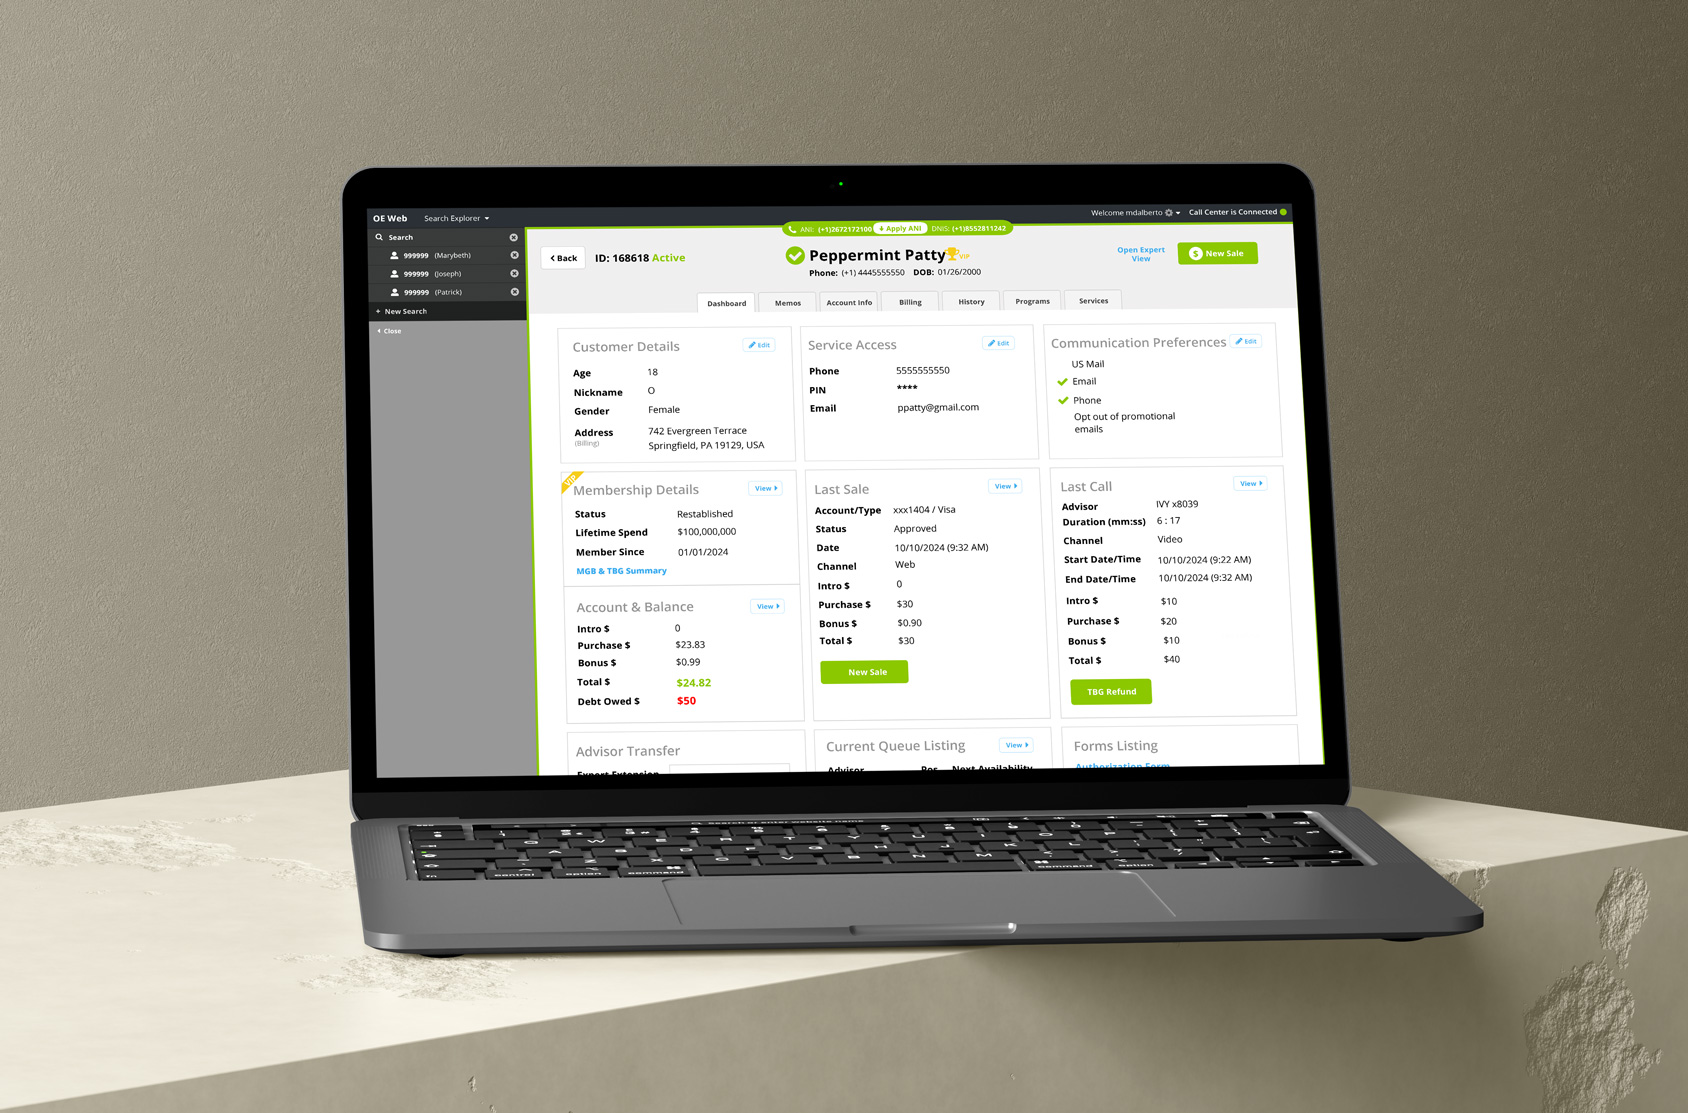 OE Web
Search Explorer
Welcome mdalberto
Call Center is Connected
Search
999999 (Marybeth)
999999 (Joseph)
999999 (Patrick)
+ New Search
Close
ANI: (+1)2672172100
Apply ANI
DNIS: (+1)8552811242
Back
ID: 168618 Active
Peppermint Patty
VIP
Phone: (+1) 4445555550 DOB: 01/26/2000
Open Expert
View
$ New Sale
Dashboard
Memos
Account Info
Billing
History
Programs
Services
Customer Details
Edit
Age 18
Nickname O
Gender Female
Address 742 Evergreen Terrace
(Billing) Springfield, PA 19129, USA
Service Access
Edit
Phone 5555555550
PIN ****
Email ppatty@gmail.com
Communication Preferences
Edit
US Mail
Email
Phone
Opt out of promotional
emails
VIP
Membership Details
View
Status Restablished
Lifetime Spend $100,000,000
Member Since 01/01/2024
MGB & TBG Summary
Account & Balance
View
Intro $ 0
Purchase $ $23.83
Bonus $ $0.99
Total $ $24.82
Debt Owed $ $50
Last Sale
View
Account/Type xxx1404 / Visa
Status Approved
Date 10/10/2024 (9:32 AM)
Channel Web
Intro $ 0
Purchase $ $30
Bonus $ $0.90
Total $ $30
New Sale
Last Call
View
Advisor IVY x8039
Duration (mm:ss) 6 : 17
Channel Video
Start Date/Time 10/10/2024 (9:22 AM)
End Date/Time 10/10/2024 (9:32 AM)
Intro $ $10
Purchase $ $20
Bonus $ $10
Total $ $40
TBG Refund
Advisor Transfer
Expert Extension
Current Queue Listing
View
Advisor Pos Next Availability
Forms Listing
Authorization Form
Search or enter website name
Q W E R T Y U I O P
A S D F G H J K L
Z X C V B N M
fn control option command command option